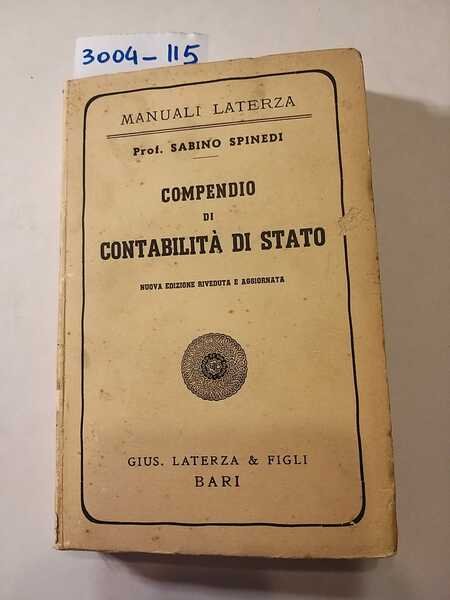 3004-115
MANUALI LATERZA
Prof. SABINO SPINEDI
COMPENDIO
DI
CONTABILITÀ DI STATO
NUOVA EDIZIONE RIVEDUTA E AGGIORNATA
GIUS. LATERZA & FIGLI
BARI